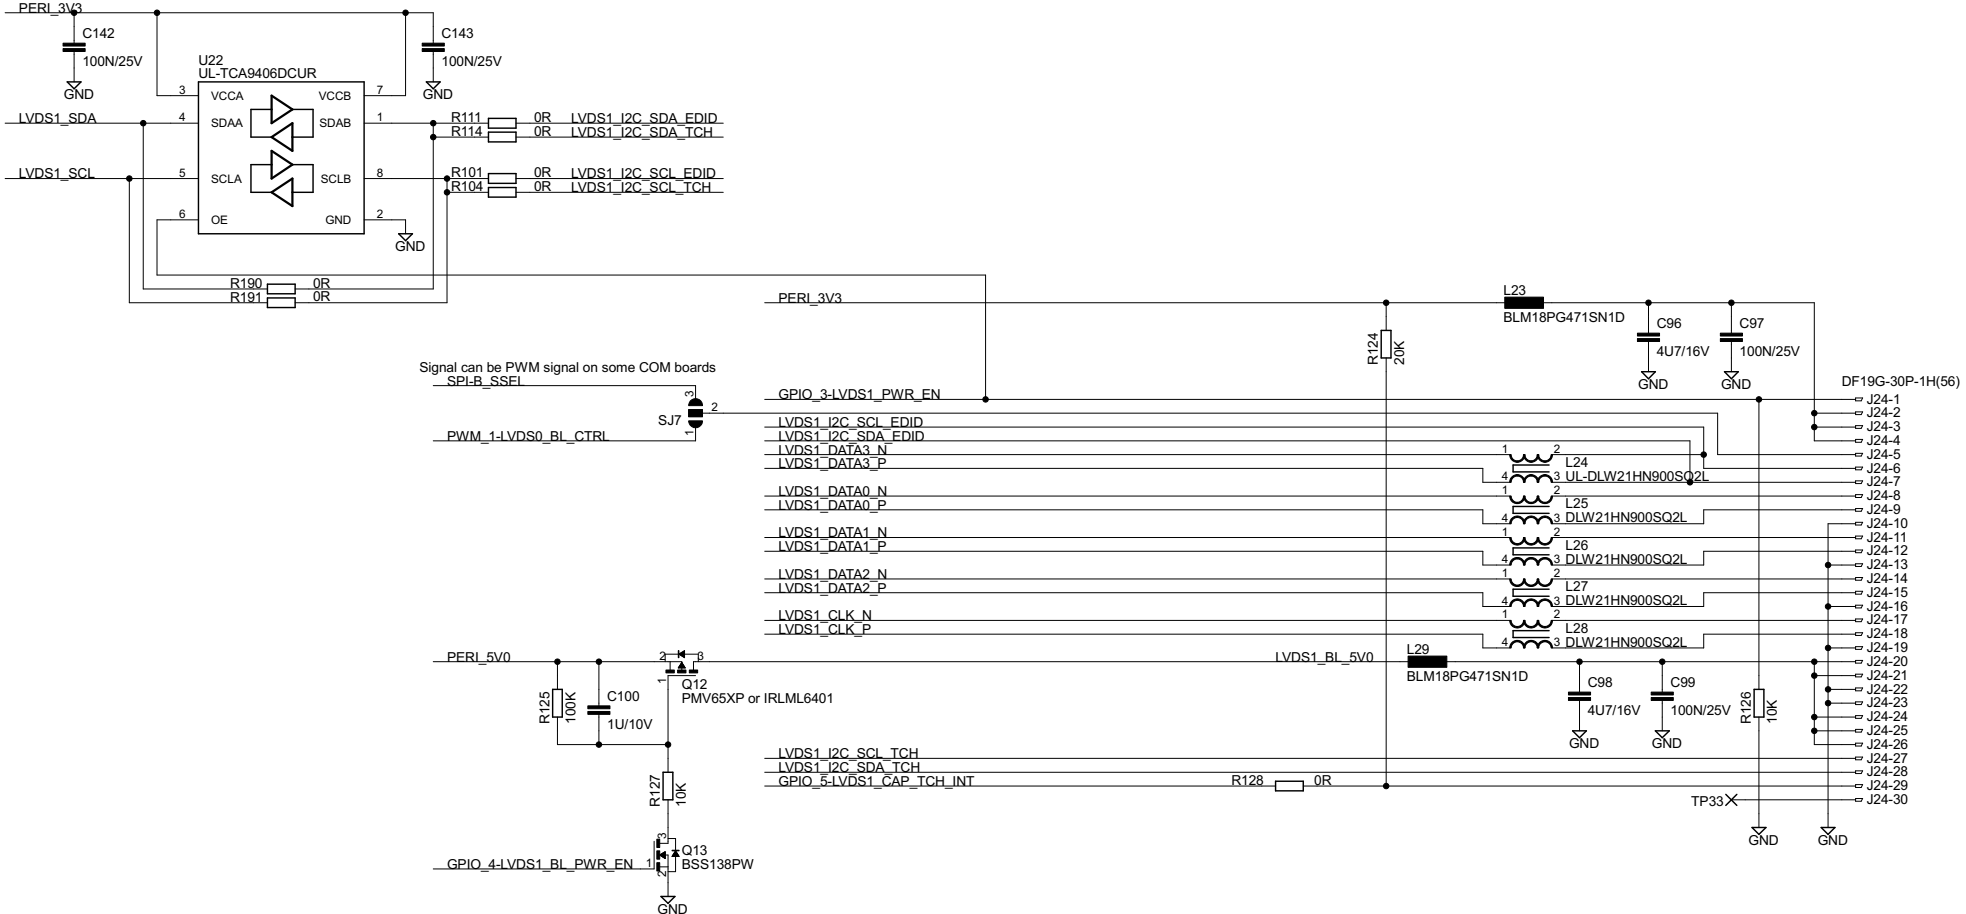 PERI_3V3
C142
100N/25V
GND
C143
100N/25V
GND
U22
UL-TCA9406DCUR
3 VCCA VCCB 7
LVDS1_SDA 4 SDAA SDAB 1 R111 0R LVDS1_I2C_SDA_EDID
R114 0R LVDS1_I2C_SDA_TCH
LVDS1_SCL 5 SCLA SCLB 8 R101 0R LVDS1_I2C_SCL_EDID
R104 0R LVDS1_I2C_SCL_TCH
6 OE GND 2
GND
R190 0R
R191 0R
PERI_3V3
L23
BLM18PG471SN1D
C96
4U7/16V
GND
C97
100N/25V
GND
R124
20K
Signal can be PWM signal on some COM boards
SPI-B_SSEL
3
SJ7 2
1
PWM_1-LVDS0_BL_CTRL
GPIO_3-LVDS1_PWR_EN
LVDS1_I2C_SCL_EDID
LVDS1_I2C_SDA_EDID
LVDS1_DATA3_N
LVDS1_DATA3_P
LVDS1_DATA0_N
LVDS1_DATA0_P
LVDS1_DATA1_N
LVDS1_DATA1_P
LVDS1_DATA2_N
LVDS1_DATA2_P
LVDS1_CLK_N
LVDS1_CLK_P
1 2
L24
4 3 UL-DLW21HN900SQ2L
1 2
L25
4 3 DLW21HN900SQ2L
1 2
L26
4 3 DLW21HN900SQ2L
1 2
L27
4 3 DLW21HN900SQ2L
1 2
L28
4 3 DLW21HN900SQ2L
DF19G-30P-1H(56)
J24-1
J24-2
J24-3
J24-4
J24-5
J24-6
J24-7
J24-8
J24-9
J24-10
J24-11
J24-12
J24-13
J24-14
J24-15
J24-16
J24-17
J24-18
J24-19
J24-20
J24-21
J24-22
J24-23
J24-24
J24-25
J24-26
J24-27
J24-28
J24-29
J24-30
PERI_5V0
2 3
1
Q12
PMV65XP or IRLML6401
R125
100K
C100
1U/10V
LVDS1_BL_5V0
L29
BLM18PG471SN1D
C98
4U7/16V
GND
C99
100N/25V
GND
R126
10K
LVDS1_I2C_SCL_TCH
LVDS1_I2C_SDA_TCH
GPIO_5-LVDS1_CAP_TCH_INT
R128 0R
TP33
GND
GND
R127
10K
3
Q13
BSS138PW
GPIO_4-LVDS1_BL_PWR_EN 1
2
GND